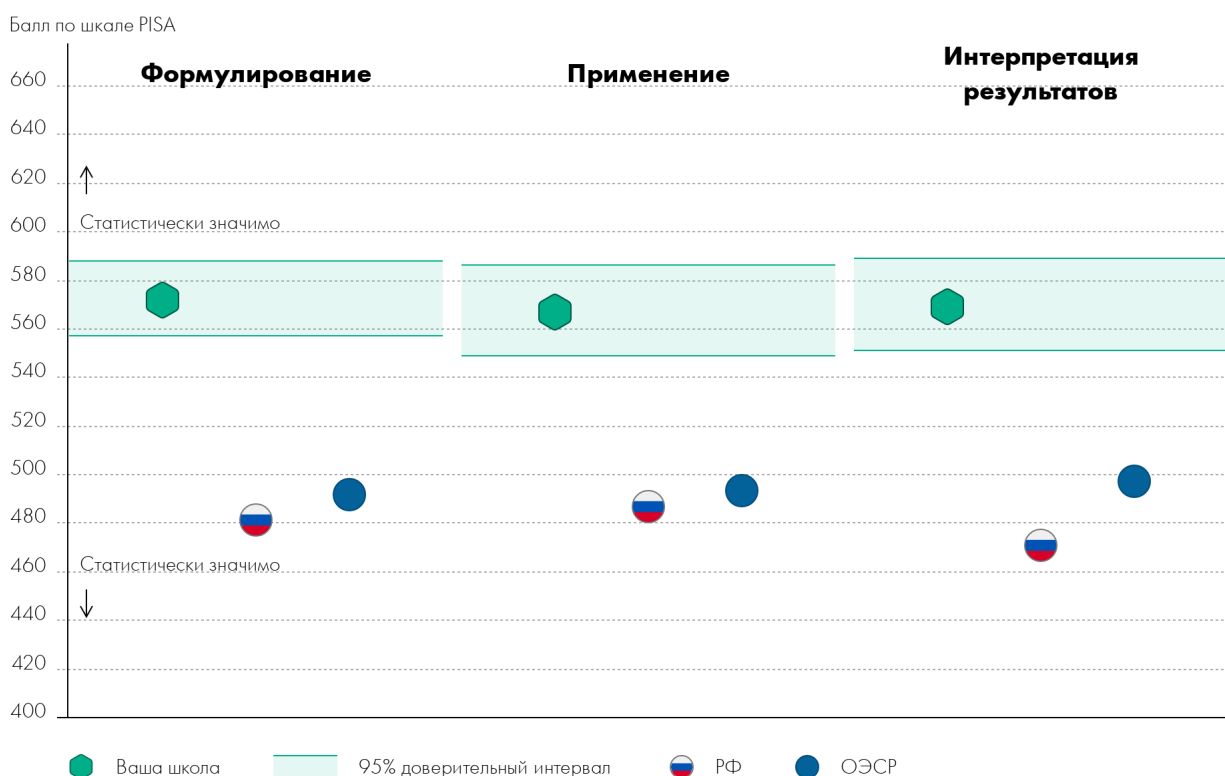 Балл по шкале PISA
Формулирование
Применение
Интерпретация
результатов
660
640
620
Статистически значимо
600
580
560
540
520
500
480
Статистически значимо
460
440
420
400
Ваша школа
95% доверительный интервал
РФ
ОЭСР